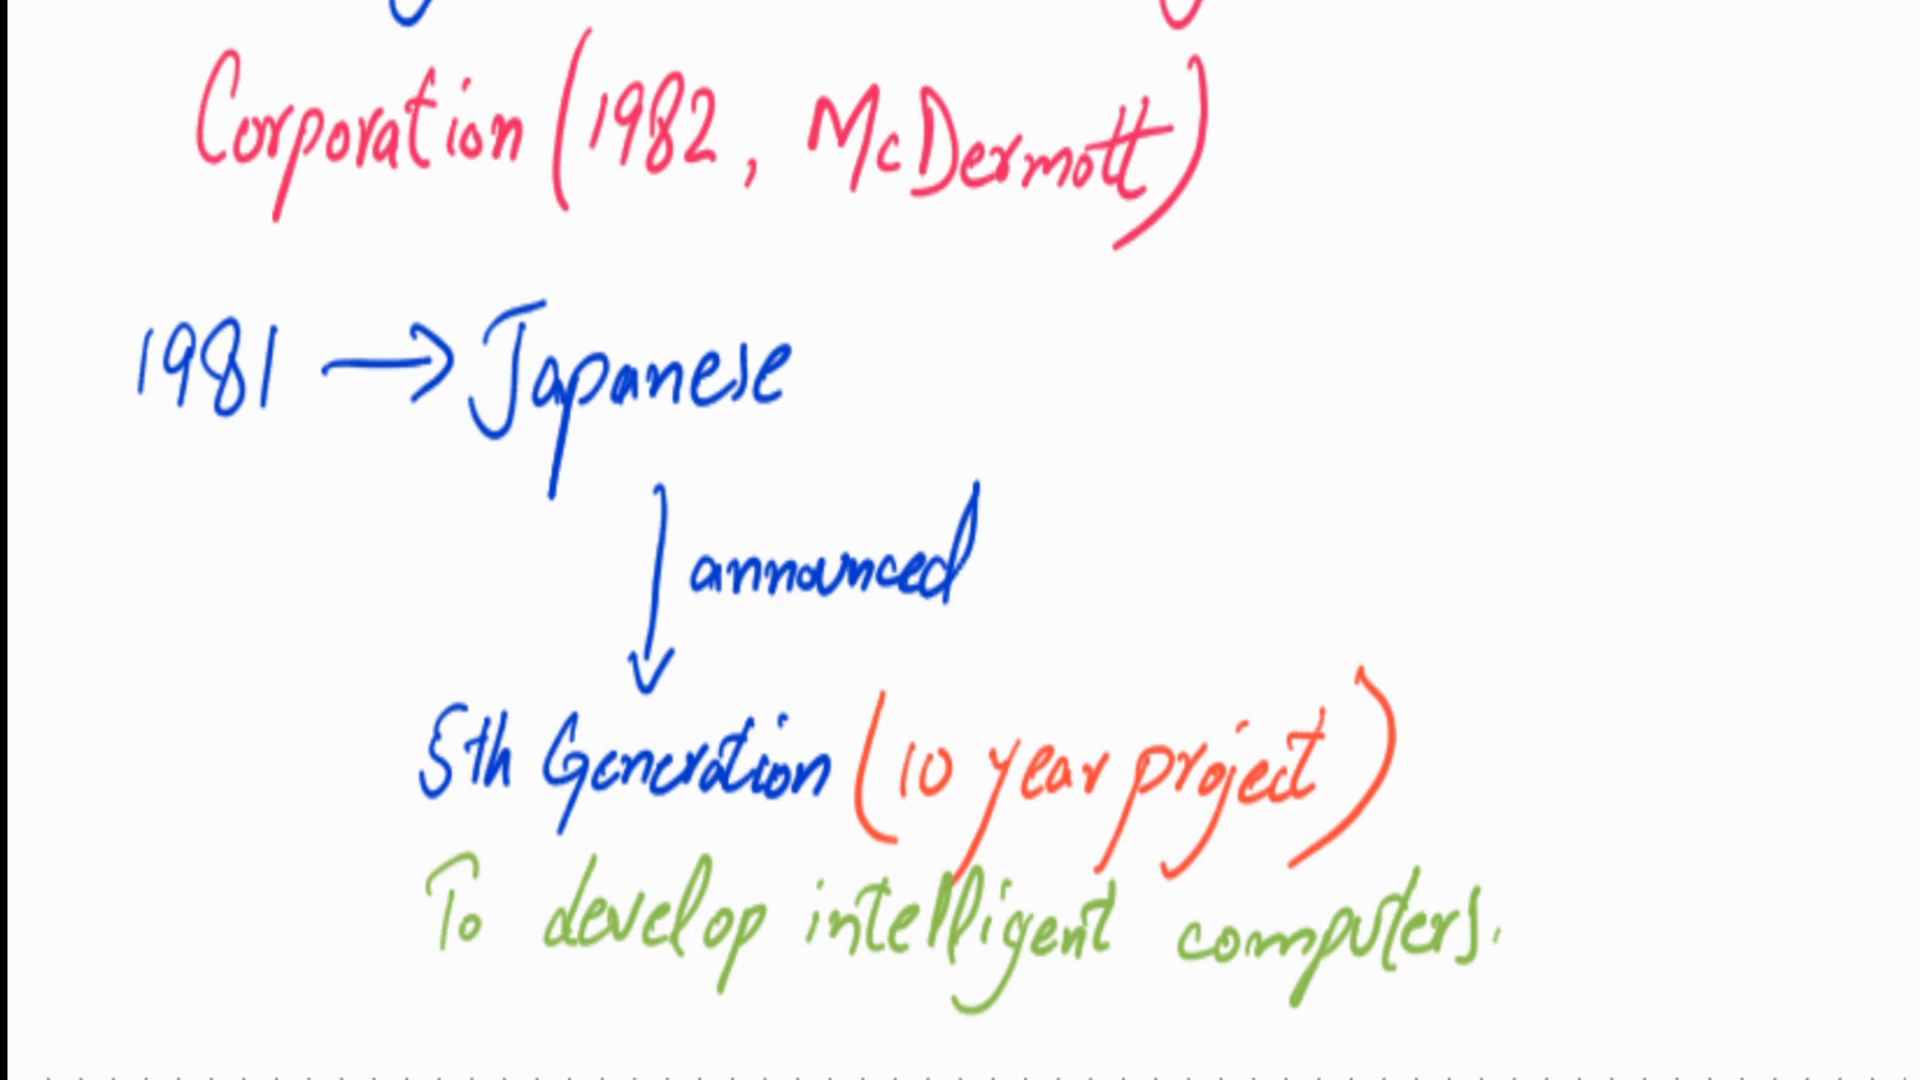 Corporation (1982, McDermott)
1981 → Japanese
announced
5th Generation (10 year project)
To develop intelligent computers.